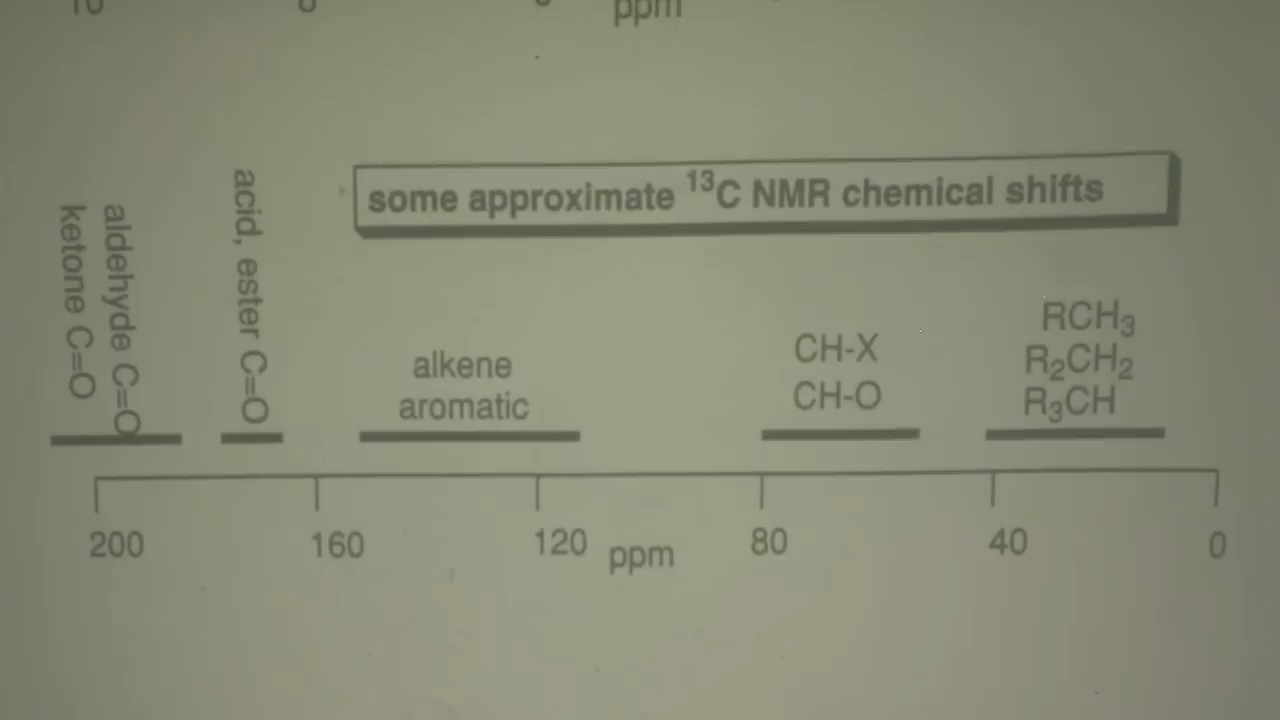 ppm
some approximate ¹³C NMR chemical shifts
ketone C=O
aldehyde C=O
acid, ester C=O
alkene
aromatic
CH-X
CH-O
RCH₃
R₂CH₂
R₃CH
200 160 120 ppm 80 40 0